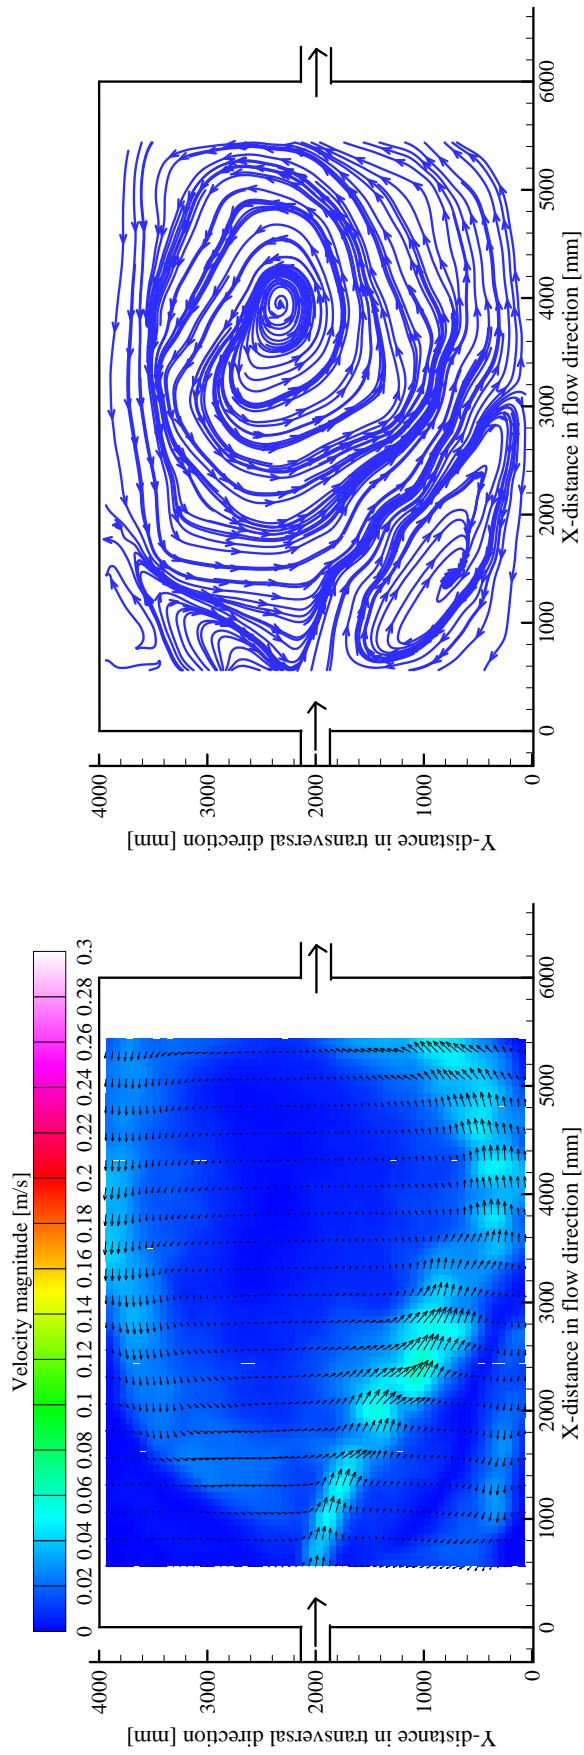 Velocity magnitude [m/s]
0 0.02 0.04 0.06 0.08 0.1 0.12 0.14 0.16 0.18 0.2 0.22 0.24 0.26 0.28 0.3
Y-distance in transversal direction [mm]
4000
3000
2000
1000
0
0 1000 2000 3000 4000 5000 6000
X-distance in flow direction [mm]
Y-distance in transversal direction [mm]
4000
3000
2000
1000
0
0 1000 2000 3000 4000 5000 6000
X-distance in flow direction [mm]